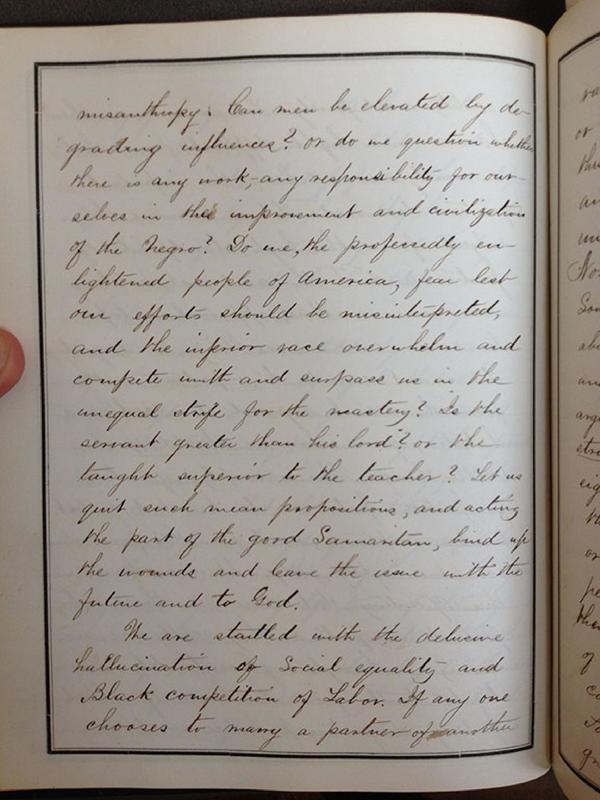 misanthropy. Can men be elevated by de-
grading influences? or do we question whether
there is any work,-any responsibility for our-
selves in the improvement and civilization
of the Negro? Do we, the professedly en-
lightened people of America, fear lest
our efforts should be misinterpreted,
and the inferior race overwhelm and
compete with and surpass us in the
unequal strife for the mastery? Is the
servant greater than his lord? or the
taught superior to the teacher? Let us
quit such mean propositions, and acting
the part of the good Samaritan, bind up
the wounds and leave the issue with the
future and to God.
We are startled with the delusive
hallucination of Social equality and
Black competition of Labor. If any one
chooses to marry a partner of another